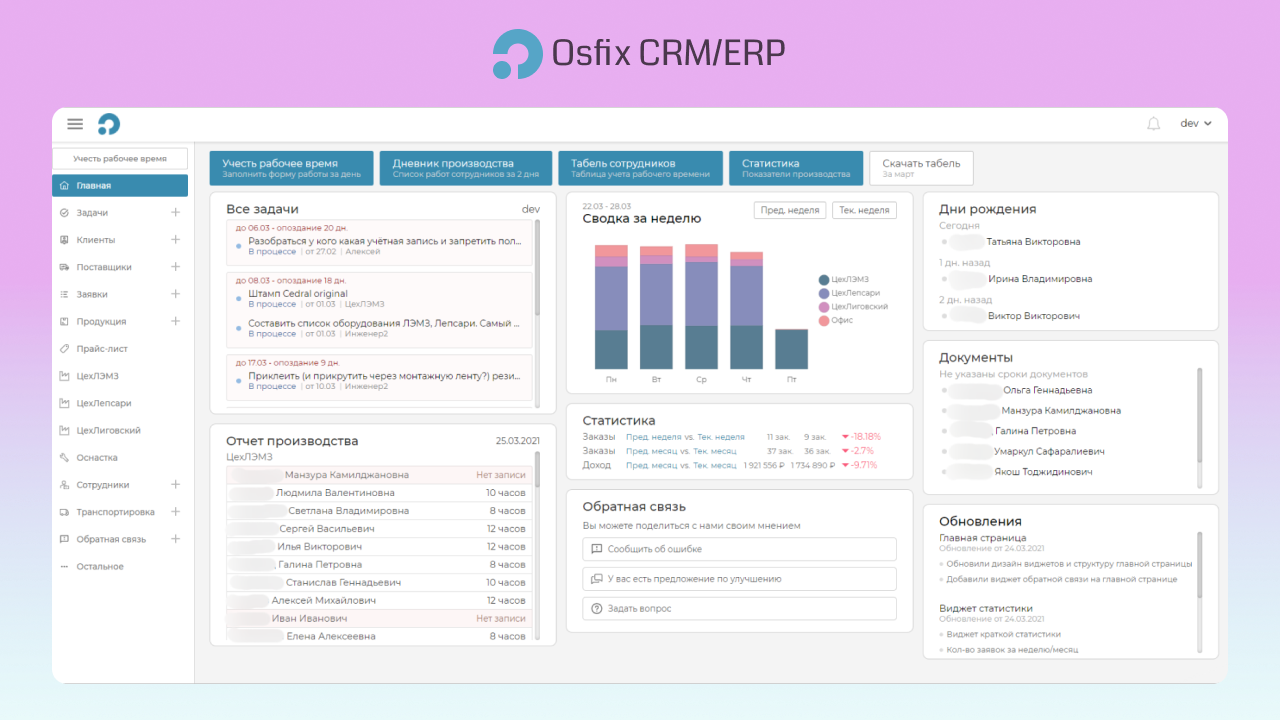 Osfix CRM/ERP
dev
Учесть рабочее время
Главная
Задачи
Клиенты
Поставщики
Заявки
Продукция
Прайс-лист
ЦехЛЭМЗ
ЦехЛепсари
ЦехЛиговский
Оснастка
Сотрудники
Транспортировка
Обратная связь
Остальное
Учесть рабочее время
Заполнить форму работы за день
Дневник производства
Список работ сотрудников за 2 дня
Табель сотрудников
Таблица учета рабочего времени
Статистика
Показатели производства
Скачать табель
За март
Все задачи dev
до 06.03 - опоздание 20 дн.
Разобраться у кого какая учётная запись и запретить пол...
В процессе | от 27.02 | Алексей
до 08.03 - опоздание 18 дн.
Штамп Cedral original
В процессе | от 01.03 | ЦехЛЭМЗ
Составить список оборудования ЛЭМЗ, Лепсари. Самый ...
В процессе | от 01.03 | Инженер2
до 17.03 - опоздание 9 дн.
Приклеить (и прикрутить через монтажную ленту?) рези...
В процессе | от 10.03 | Инженер2
Отчет производства 25.03.2021
ЦехЛЭМЗ
Манзура Камилджановна Нет записи
Людмила Валентиновна 10 часов
Светлана Владимировна 8 часов
Сергей Васильевич 12 часов
Илья Викторович 12 часов
Галина Петровна 8 часов
Станислав Геннадьевич 10 часов
Алексей Михайлович 12 часов
Иван Иванович Нет записи
Елена Алексеевна 8 часов
22.03 - 28.03
Сводка за неделю
Пред. неделя Тек. неделя
ЦехЛЭМЗ
ЦехЛепсари
ЦехЛиговский
Офис
Пн Вт Ср Чт Пт
Статистика
Заказы Пред. неделя vs. Тек. неделя 11 зак. 9 зак. -18.18%
Заказы Пред. месяц vs. Тек. месяц 37 зак. 36 зак. -2.7%
Доход Пред. месяц vs. Тек. месяц 1 921 556 ₽ 1 734 890 ₽ -9.71%
Обратная связь
Вы можете поделиться с нами своим мнением
Сообщить об ошибке
У вас есть предложение по улучшению
Задать вопрос
Дни рождения
Сегодня
Татьяна Викторовна
1 дн. назад
Ирина Владимировна
2 дн. назад
Виктор Викторович
Документы
Не указаны сроки документов
Ольга Геннадьевна
Манзура Камилджановна
Галина Петровна
Умаркул Сафаралиевич
Якош Тоджидинович
Обновления
Главная страница
Обновление от 24.03.2021
Обновили дизайн виджетов и структуру главной страницы
Добавили виджет обратной связи на главной странице
Виджет статистики
Обновление от 24.03.2021
Виджет краткой статистики
Кол-во заявок за неделю/месяц